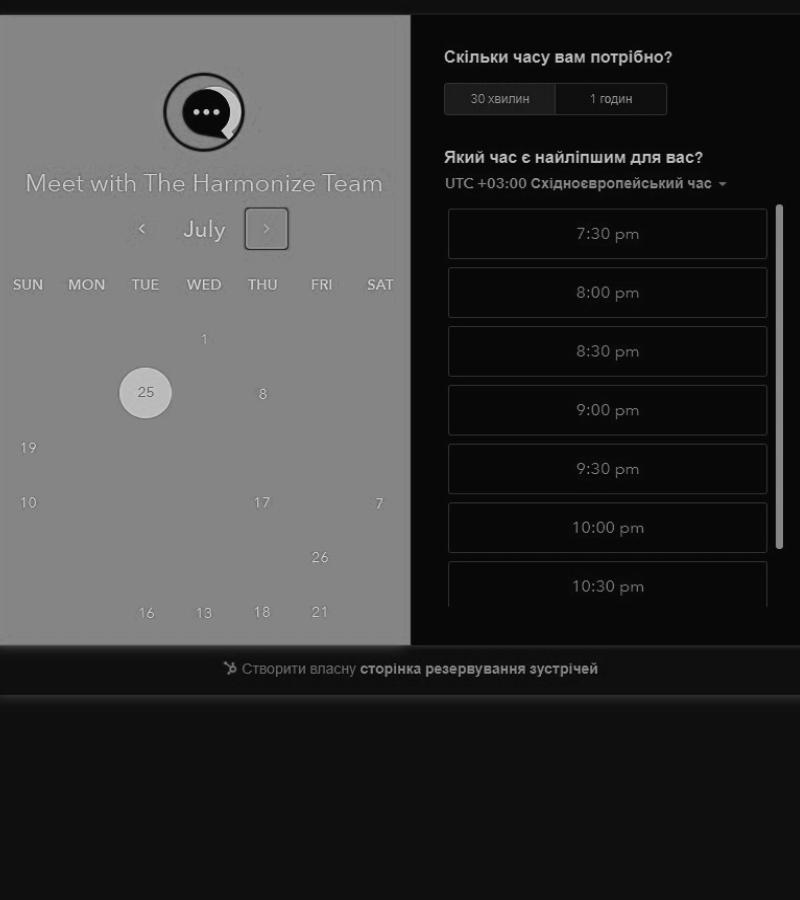 Meet with The Harmonize Team
July
SUN MON TUE WED THU FRI SAT
1
25 8
19
10 17 7
26
16 13 18 21
Скільки часу вам потрібно?
30 хвилин 1 годин
Який час є найліпшим для вас?
UTC +03:00 Східноєвропейський час
7:30 pm
8:00 pm
8:30 pm
9:00 pm
9:30 pm
10:00 pm
10:30 pm
Створити власну сторінка резервування зустрічей